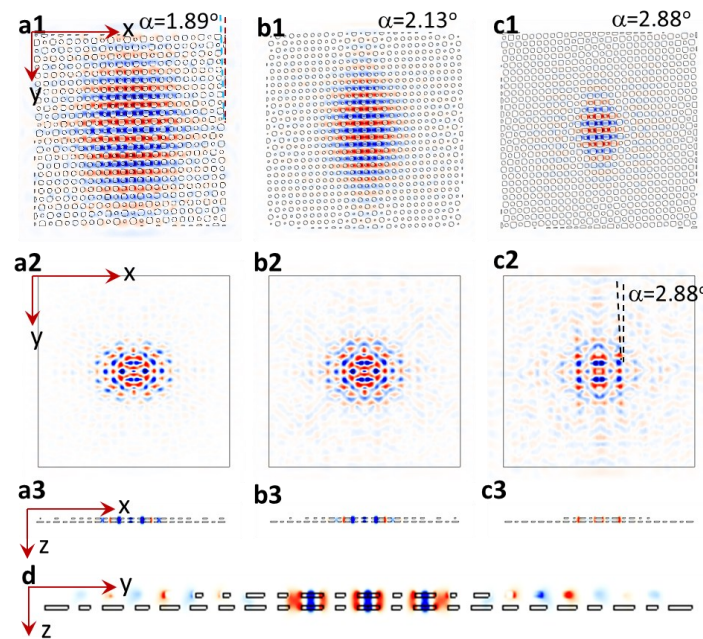 a1 x α=1.89° b1 α=2.13° c1 α=2.88°
y
a2 x b2 c2
α=2.88°
y
a3 x b3 c3
z
d y
z